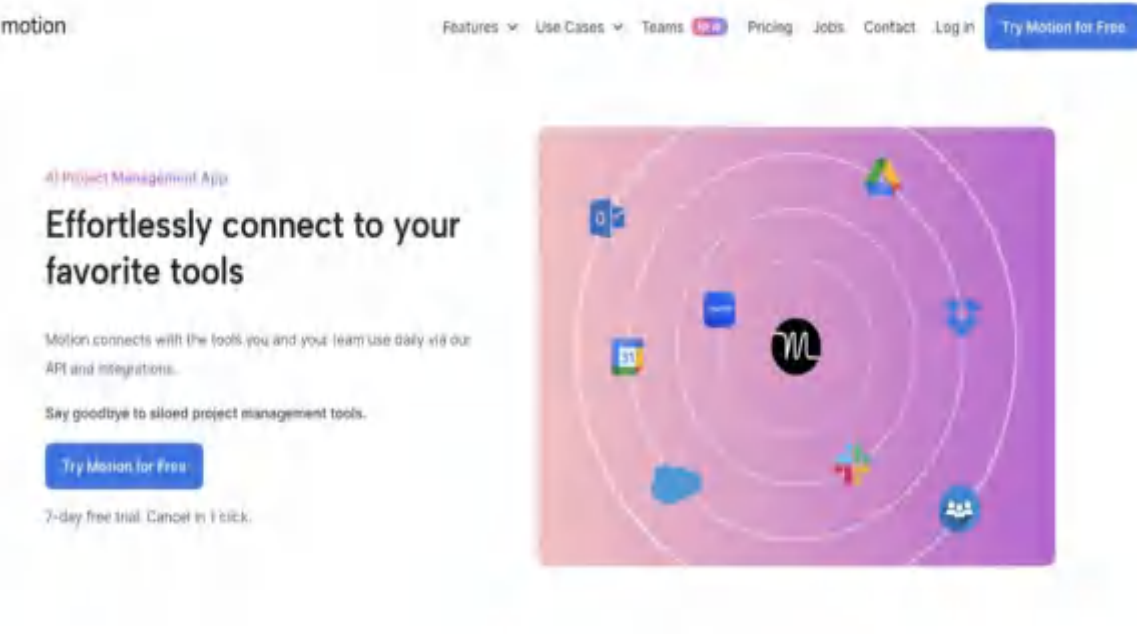 motion
Features
Use Cases
Teams
Pricing
Jobs
Contact
Log in
Try Motion for Free
AI Project Management App
Effortlessly connect to your
favorite tools
Motion connects with the tools you and your team use daily via our
API and integrations.
Say goodbye to siloed project management tools.
Try Motion for Free
7-day free trial. Cancel in 1 click.
31